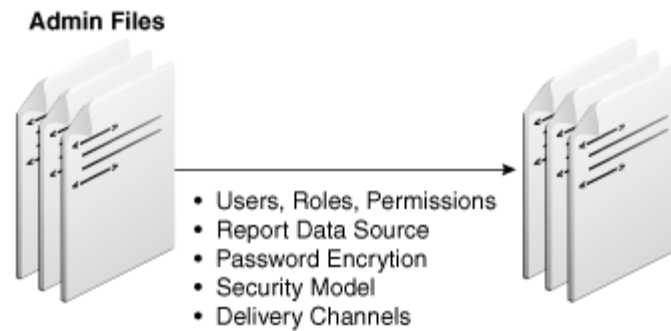 Admin Files
• Users, Roles, Permissions
• Report Data Source
• Password Encrytion
• Security Model
• Delivery Channels